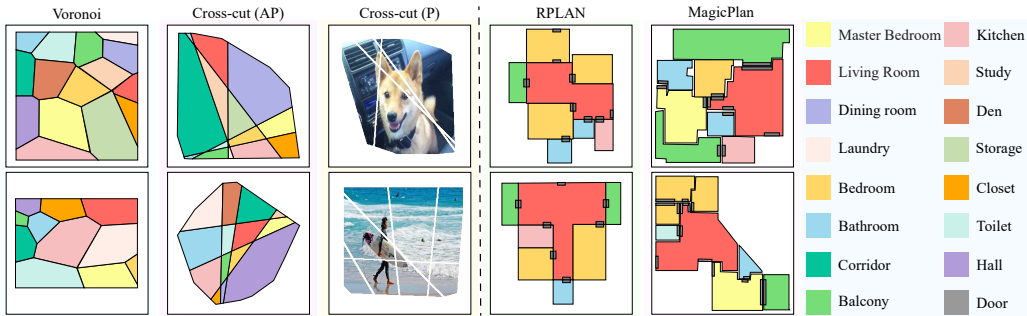 Voronoi Cross-cut (AP) Cross-cut (P) RPLAN MagicPlan
Master Bedroom Kitchen
Living Room Study
Dining room Den
Laundry Storage
Bedroom Closet
Bathroom Toilet
Corridor Hall
Balcony Door